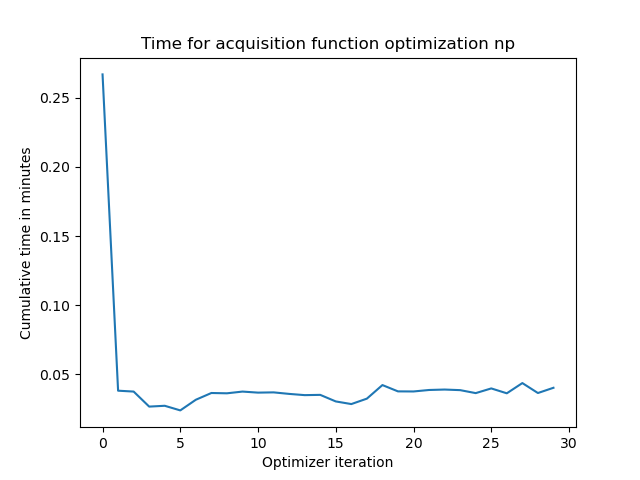 Time for acquisition function optimization np
Cumulative time in minutes
0.25
0.20
0.15
0.10
0.05
0 5 10 15 20 25 30
Optimizer iteration